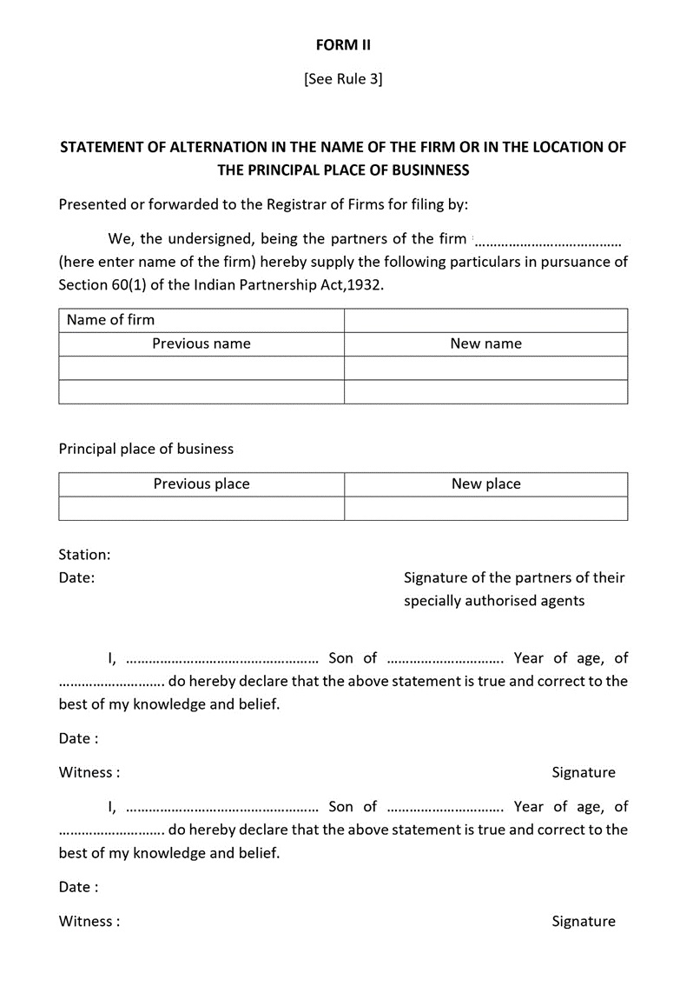 FORM II
[See Rule 3]
STATEMENT OF ALTERNATION IN THE NAME OF THE FIRM OR IN THE LOCATION OF
THE PRINCIPAL PLACE OF BUSINNESS
Presented or forwarded to the Registrar of Firms for filing by:
We, the undersigned, being the partners of the firm …………………………………
(here enter name of the firm) hereby supply the following particulars in pursuance of
Section 60(1) of the Indian Partnership Act,1932.
Name of firm
Previous name New name
Principal place of business
Previous place New place
Station:
Date: Signature of the partners of their
specially authorised agents
I, …………………………………………… Son of …………………………. Year of age, of
………………………. do hereby declare that the above statement is true and correct to the
best of my knowledge and belief.
Date :
Witness : Signature
I, …………………………………………… Son of …………………………. Year of age, of
………………………. do hereby declare that the above statement is true and correct to the
best of my knowledge and belief.
Date :
Witness : Signature